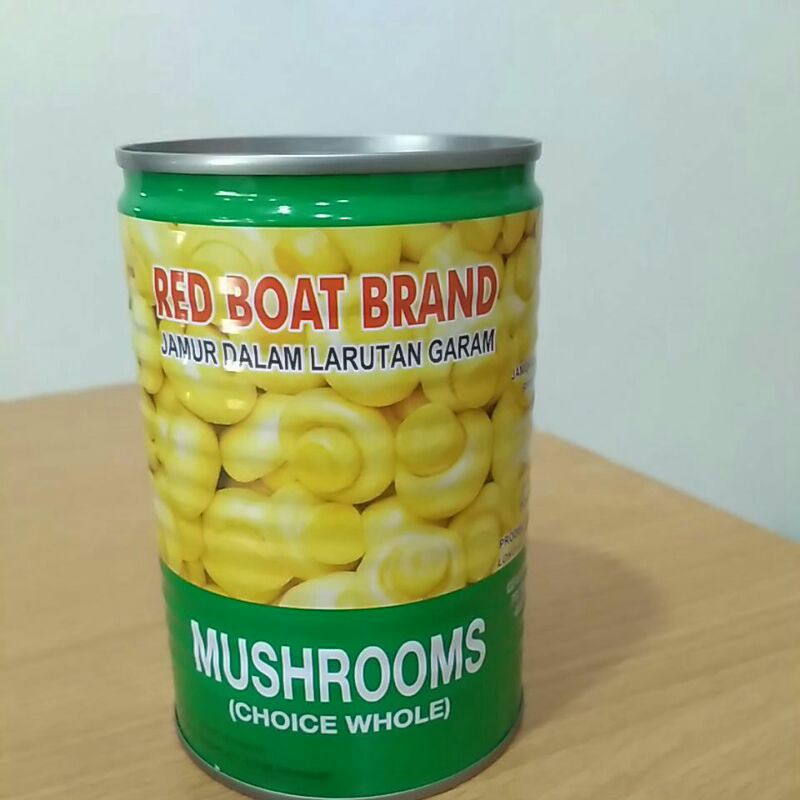 RED BOAT BRAND
JAMUR DALAM LARUTAN GARAM
MUSHROOMS
(CHOICE WHOLE)